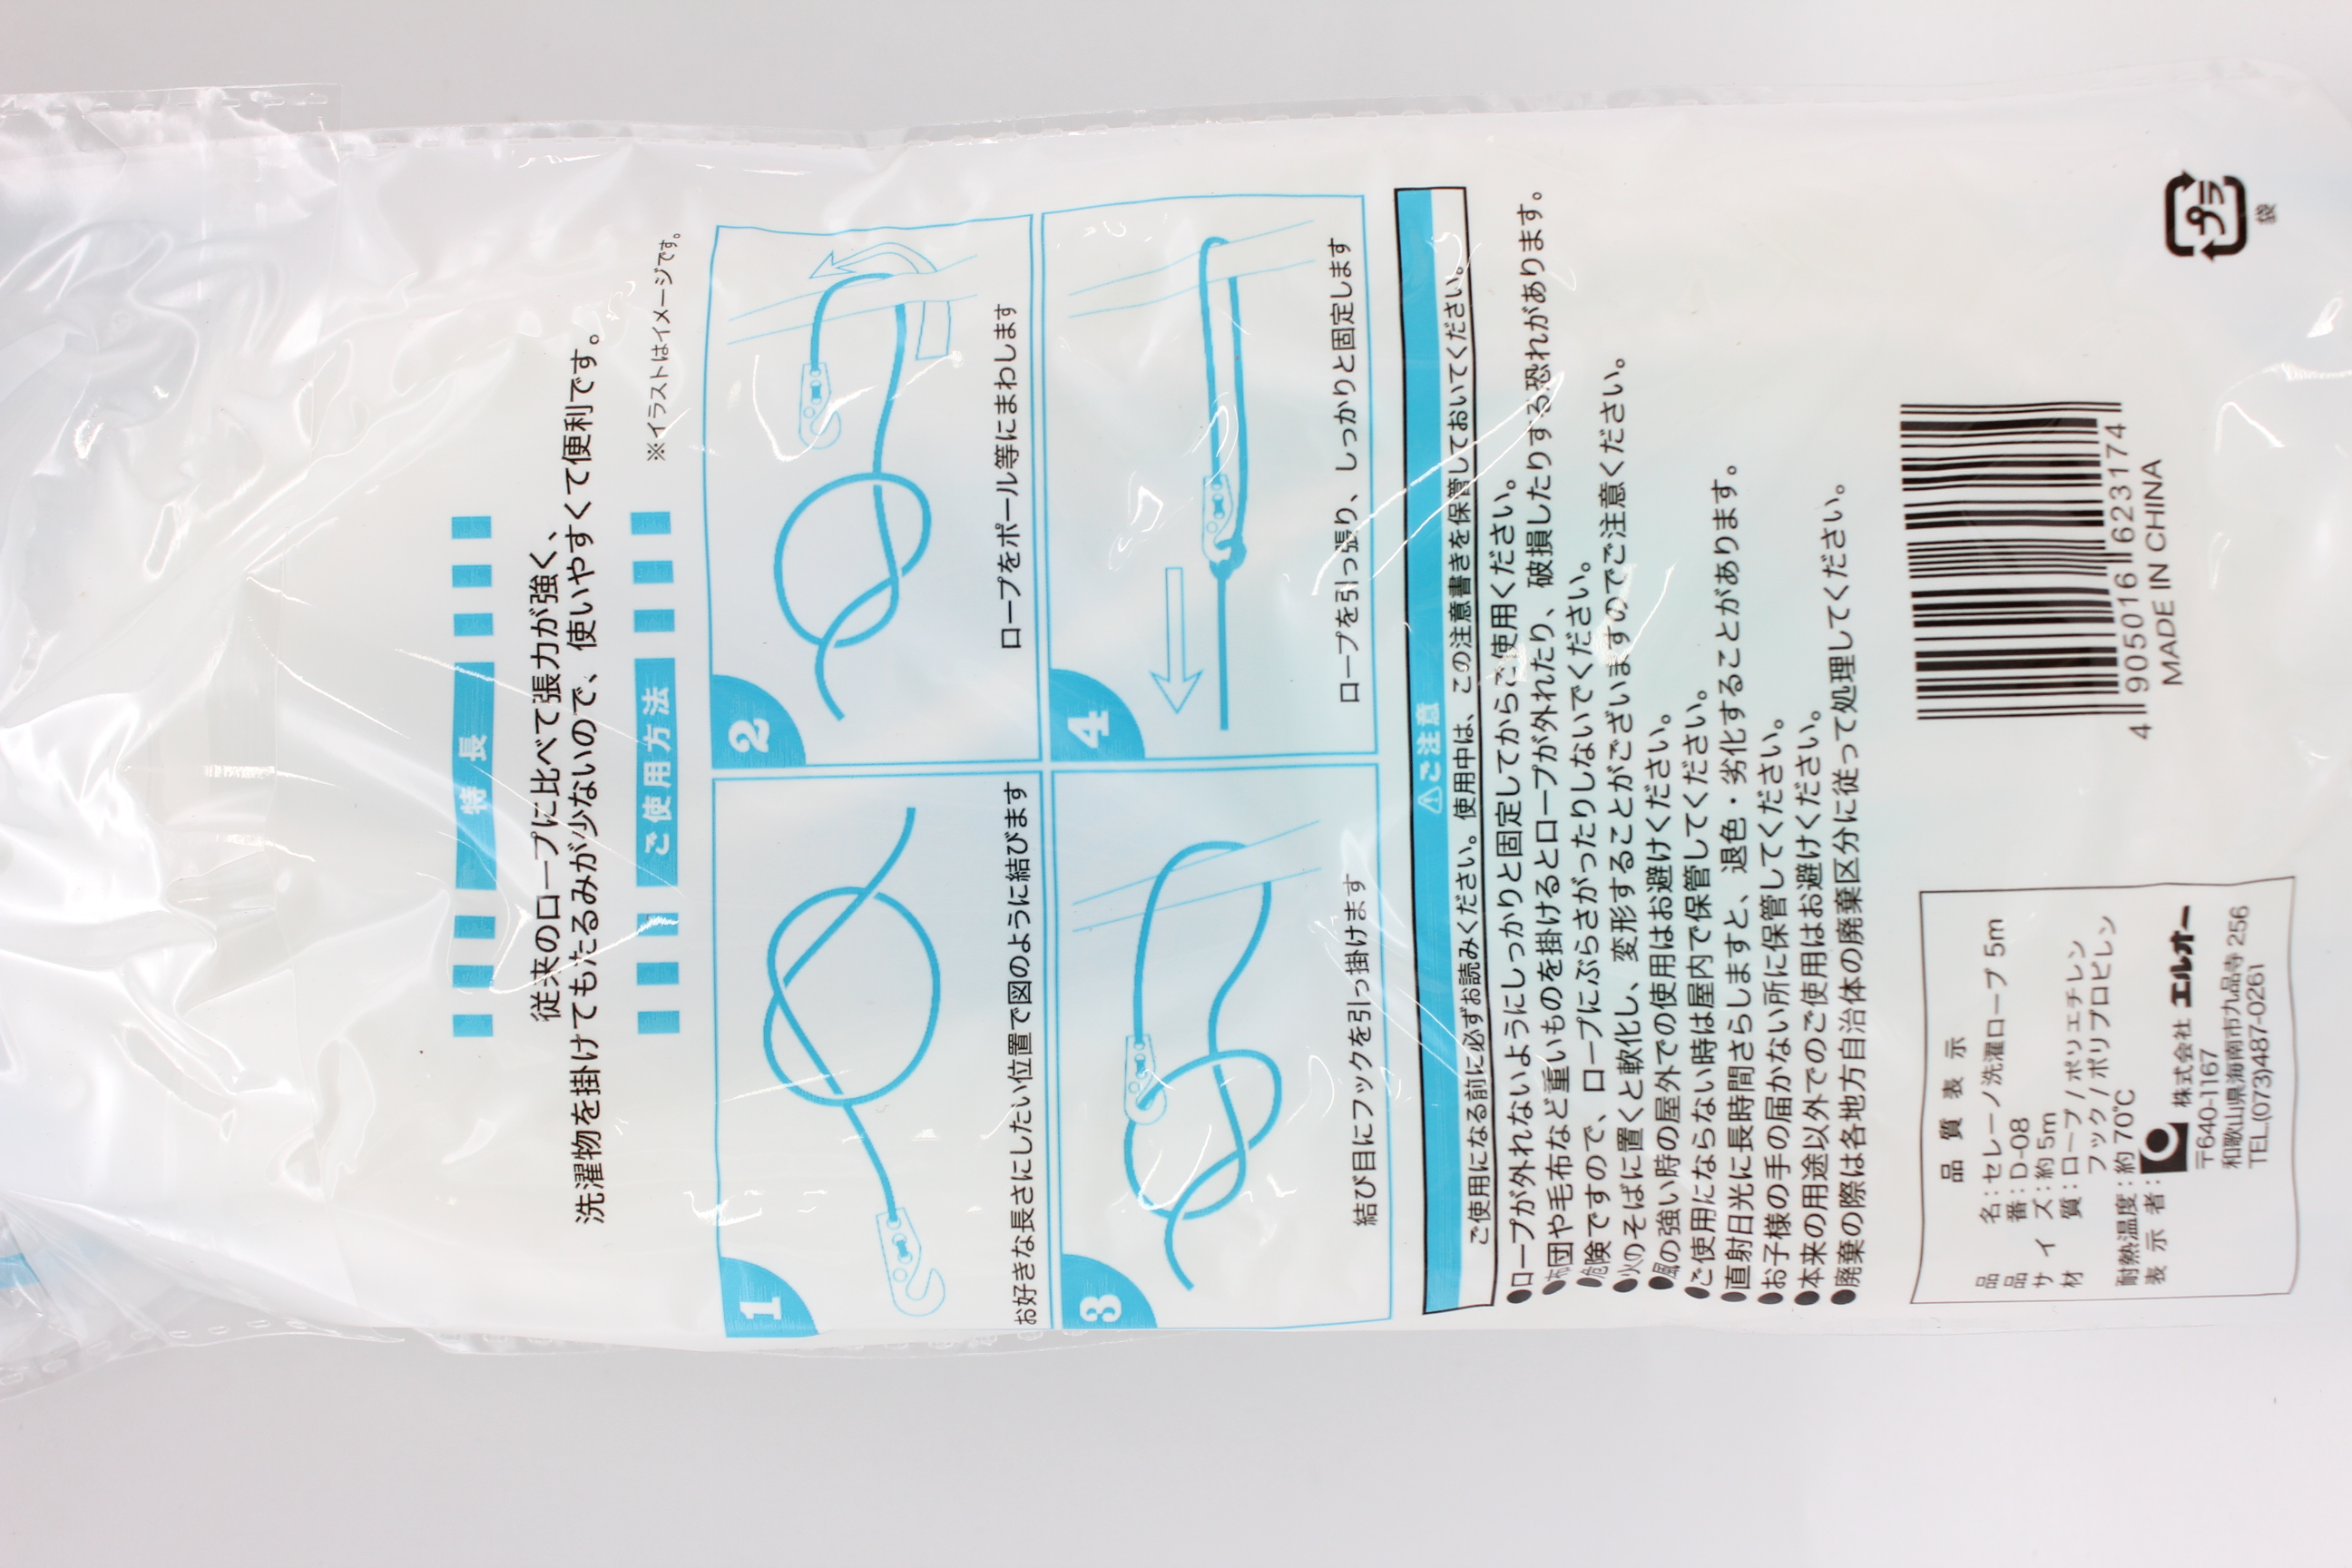 特長
従来のロープに比べて張力が強く、
洗濯物を掛けてもたるみが少ないので、使いやすくて便利です。
ご使用方法
※イラストはイメージです。
1
お好きな長さにしたい位置で図のように結びます
2
ロープをポール等にまわします
3
結び目にフックを引っ掛けます
4
ロープを引っ張り、しっかりと固定します
⚠ご注意
ご使用になる前に必ずお読みください。使用中は、この注意書きを保管しておいてください。
●ロープが外れないようにしっかりと固定してからご使用ください。
●布団や毛布など重いものを掛けるとロープが外れたり、破損したりする恐れがあります。
●危険ですので、ロープにぶらさがったりしないでください。
●火のそばに置くと軟化し、変形することがございますのでご注意ください。
●風の強い時の屋外での使用はお避けください。
●ご使用にならない時は屋内で保管してください。
●直射日光に長時間さらしますと、退色・劣化することがあります。
●お子様の手の届かない所に保管してください。
●本来の用途以外でのご使用はお避けください。
●廃棄の際は各地方自治体の廃棄区分に従って処理してください。
品質表示
品名：セレーノ洗濯ロープ 5m
品番：D-08
サイズ：約5m
材質：ロープ/ポリエチレン
フック/ポリプロピレン
耐熱温度：約70℃
表示者：株式会社 エルオー
〒640-1167
和歌山県海南市九品寺256
TEL(073)487-0261
4 905016 623174
MADE IN CHINA
プラ
袋